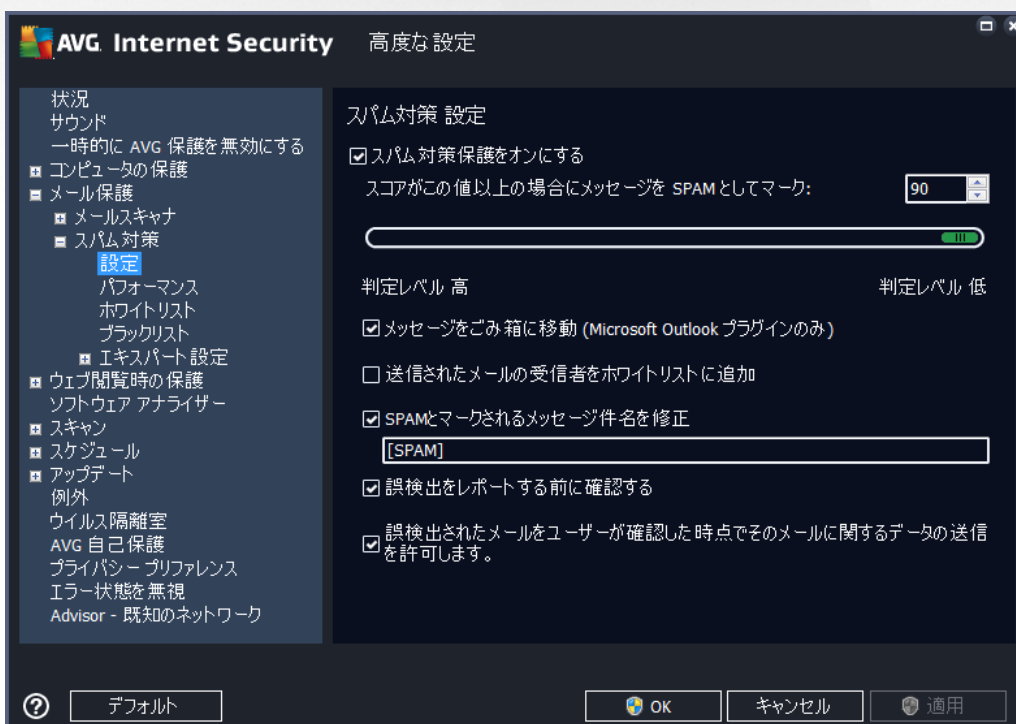 AVG. Internet Security 高度な設定
状況
サウンド
一時的に AVG 保護を無効にする
コンピュータの保護
メール保護
メールスキャナ
スパム対策
設定
パフォーマンス
ホワイトリスト
ブラックリスト
エキスパート設定
ウェブ閲覧時の保護
ソフトウェア アナライザー
スキャン
スケジュール
アップデート
例外
ウイルス隔離室
AVG 自己保護
プライバシー プリファレンス
エラー状態を無視
Advisor - 既知のネットワーク
スパム対策 設定
スパム対策保護をオンにする
スコアがこの値以上の場合にメッセージを SPAM としてマーク: 90
判定レベル 高 判定レベル 低
メッセージをごみ箱に移動 (Microsoft Outlook プラグインのみ)
送信されたメールの受信者をホワイトリストに追加
SPAMとマークされるメッセージ件名を修正
[SPAM]
誤検出をレポートする前に確認する
誤検出されたメールをユーザーが確認した時点でそのメールに関するデータの送信
を許可します。
? デフォルト OK キャンセル 適用